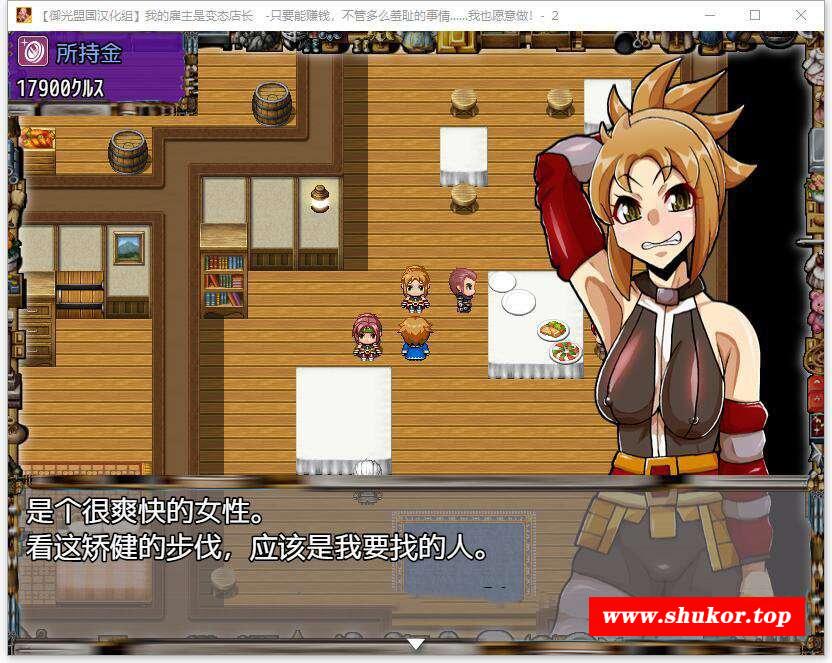 【御光盟国汉化组】我的雇主是变态店长　-只要能赚钱，不管多么羞耻的事情......我也愿意做！- 2
所持金
17900ｸﾙｽ
是个很爽快的女性。
看这矫健的步伐，应该是我要找的人。
www.shukor.top